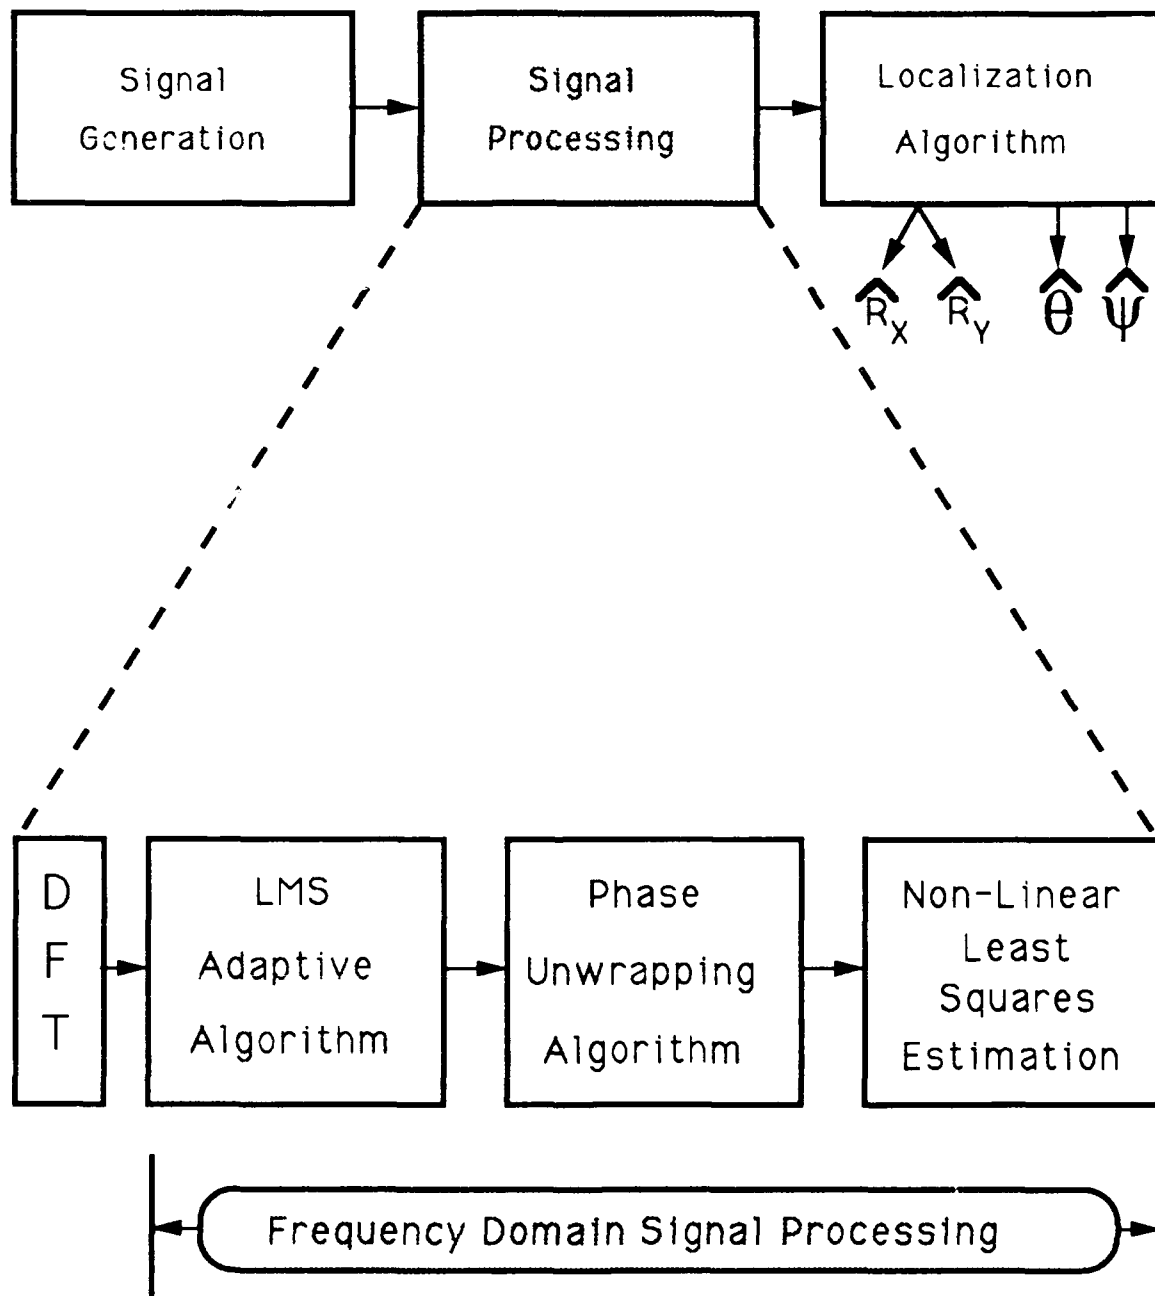 Signal
Generation
Signal
Processing
Localization
Algorithm
R̂X R̂Y θ̂ ψ̂
D
F
T
LMS
Adaptive
Algorithm
Phase
Unwrapping
Algorithm
Non-Linear
Least
Squares
Estimation
Frequency Domain Signal Processing